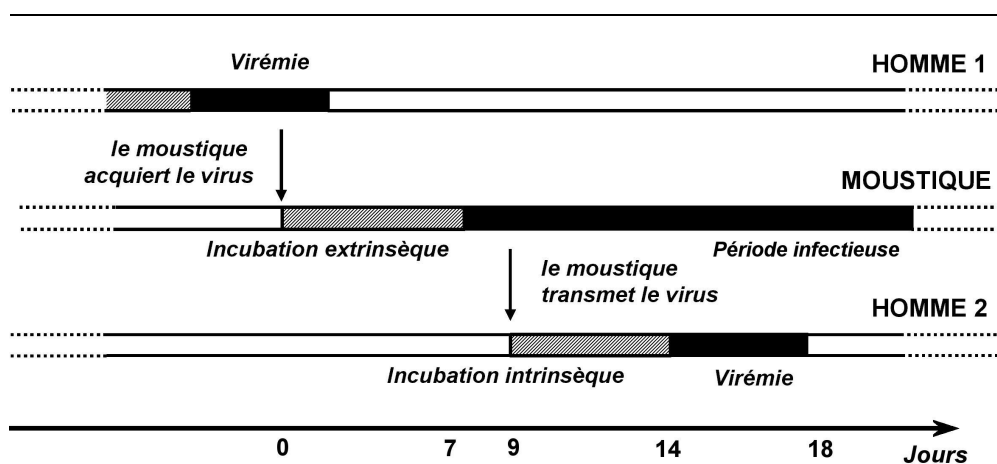 Virémie
HOMME 1
le moustique
acquiert le virus
MOUSTIQUE
Incubation extrinsèque
Période infectieuse
le moustique
transmet le virus
HOMME 2
Incubation intrinsèque
Virémie
0 7 9 14 18 Jours